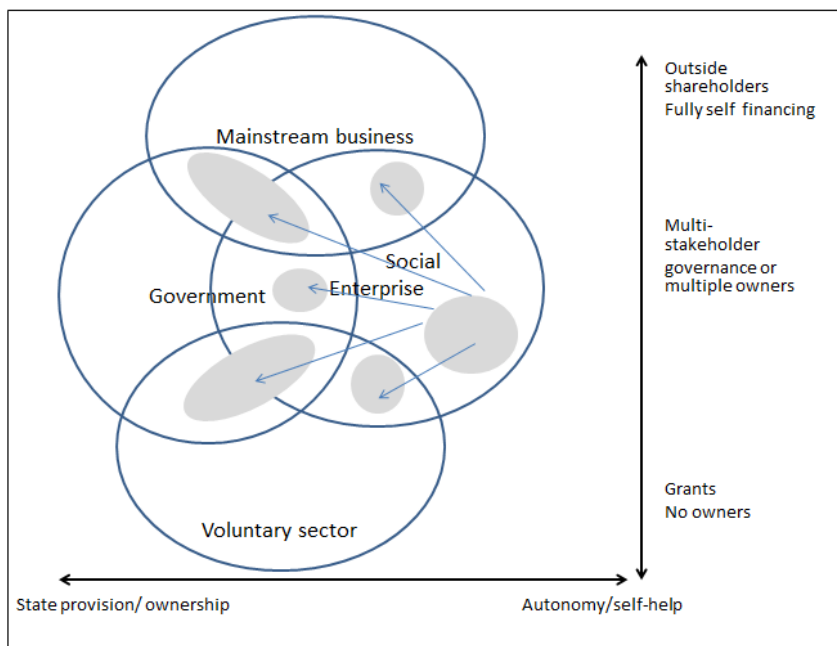 Outside
shareholders
Fully self financing
Mainstream business
Multi-
stakeholder
governance or
multiple owners
Social
Enterprise
Government
Grants
No owners
Voluntary sector
State provision/ ownership
Autonomy/self-help